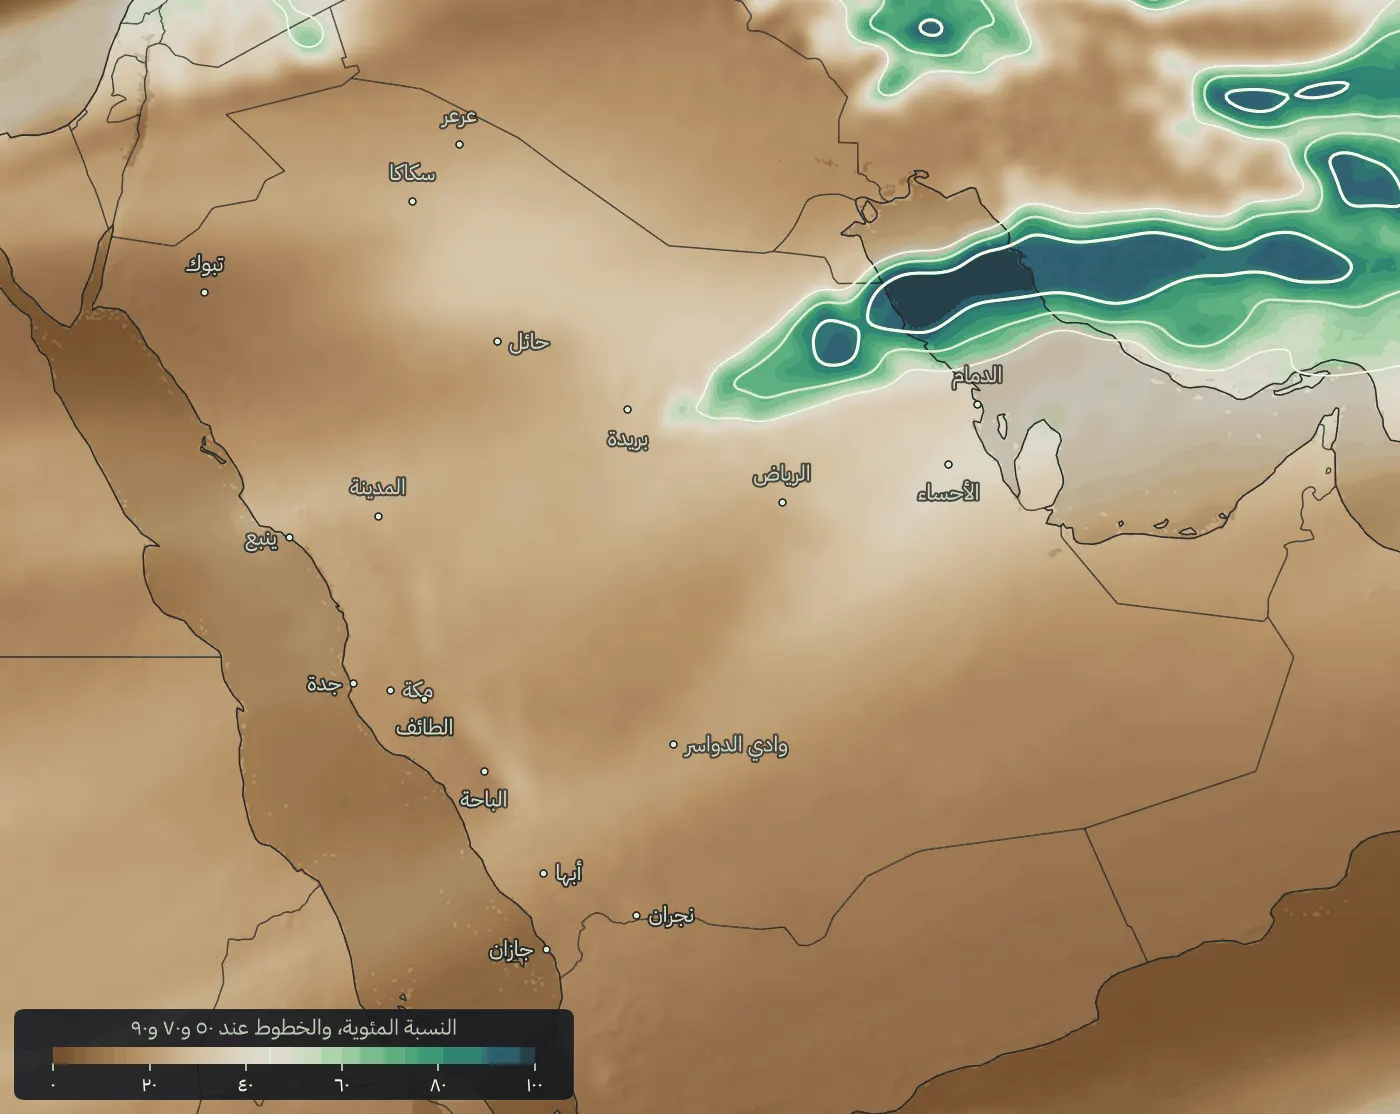 عرعر
سكاكا
تبوك
حائل
الدمام
بريدة
الرياض
الأحساء
المدينة
ينبع
جدة
مكة
الطائف
وادي الدواسر
الباحة
أبها
نجران
جازان
النسبة المئوية، والخطوط عند ٥٠ و٧٠ و٩٠
٠ ٢٠ ٤٠ ٦٠ ٨٠ ١٠٠